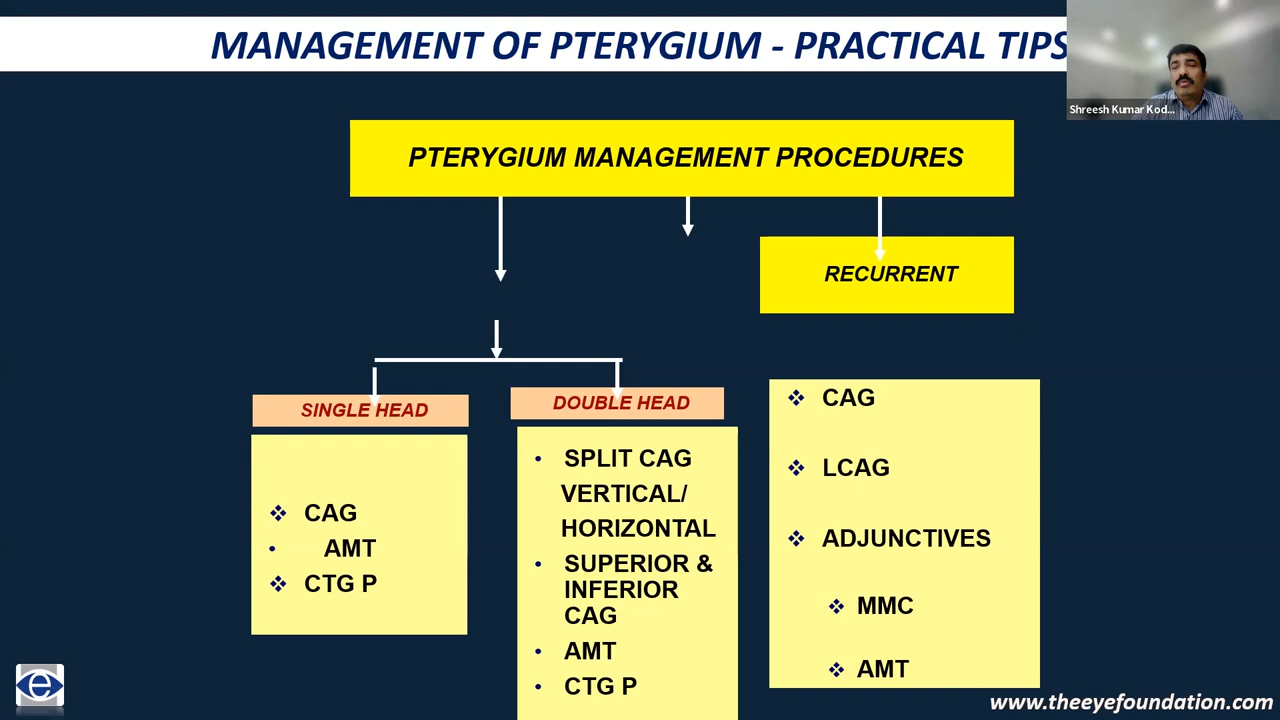 MANAGEMENT OF PTERYGIUM - PRACTICAL TIPS
Shreesh Kumar Kod...
PTERYGIUM MANAGEMENT PROCEDURES
RECURRENT
SINGLE HEAD
CAG
AMT
CTG P
DOUBLE HEAD
SPLIT CAG
VERTICAL/
HORIZONTAL
SUPERIOR &
INFERIOR
CAG
AMT
CTG P
CAG
LCAG
ADJUNCTIVES
MMC
AMT
e
www.theeyefoundation.com